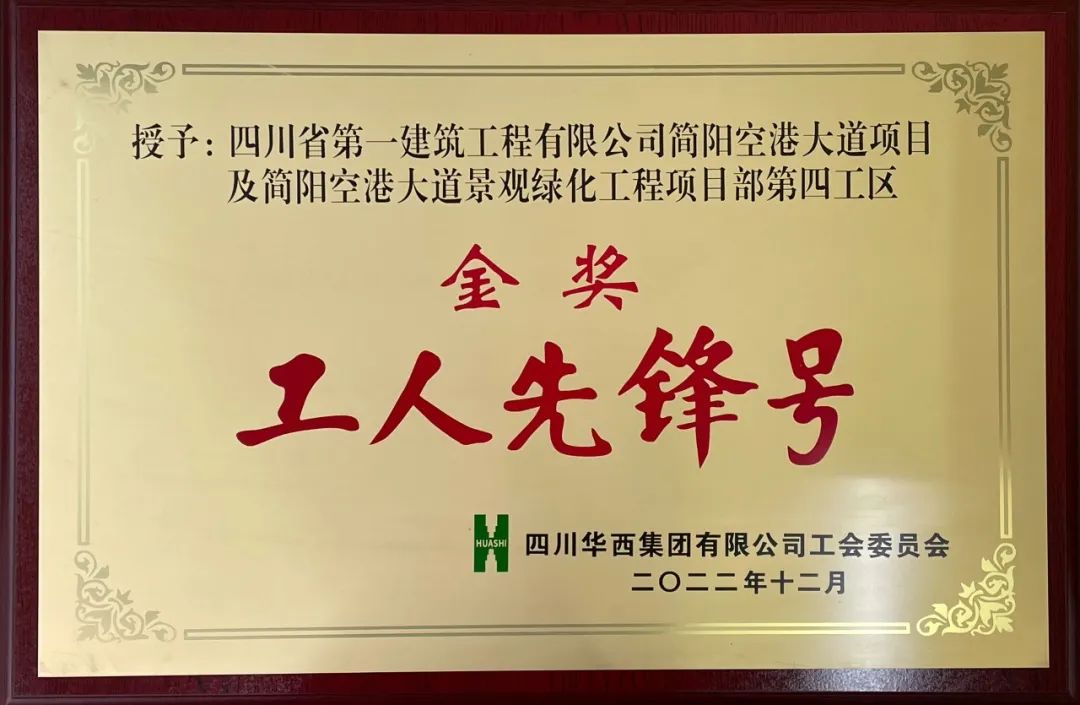 授予：四川省第一建筑工程有限公司简阳空港大道项目
及简阳空港大道景观绿化工程项目部第四工区
金奖
工人先锋号
HUASHI
四川华西集团有限公司工会委员会
二〇二二年十二月